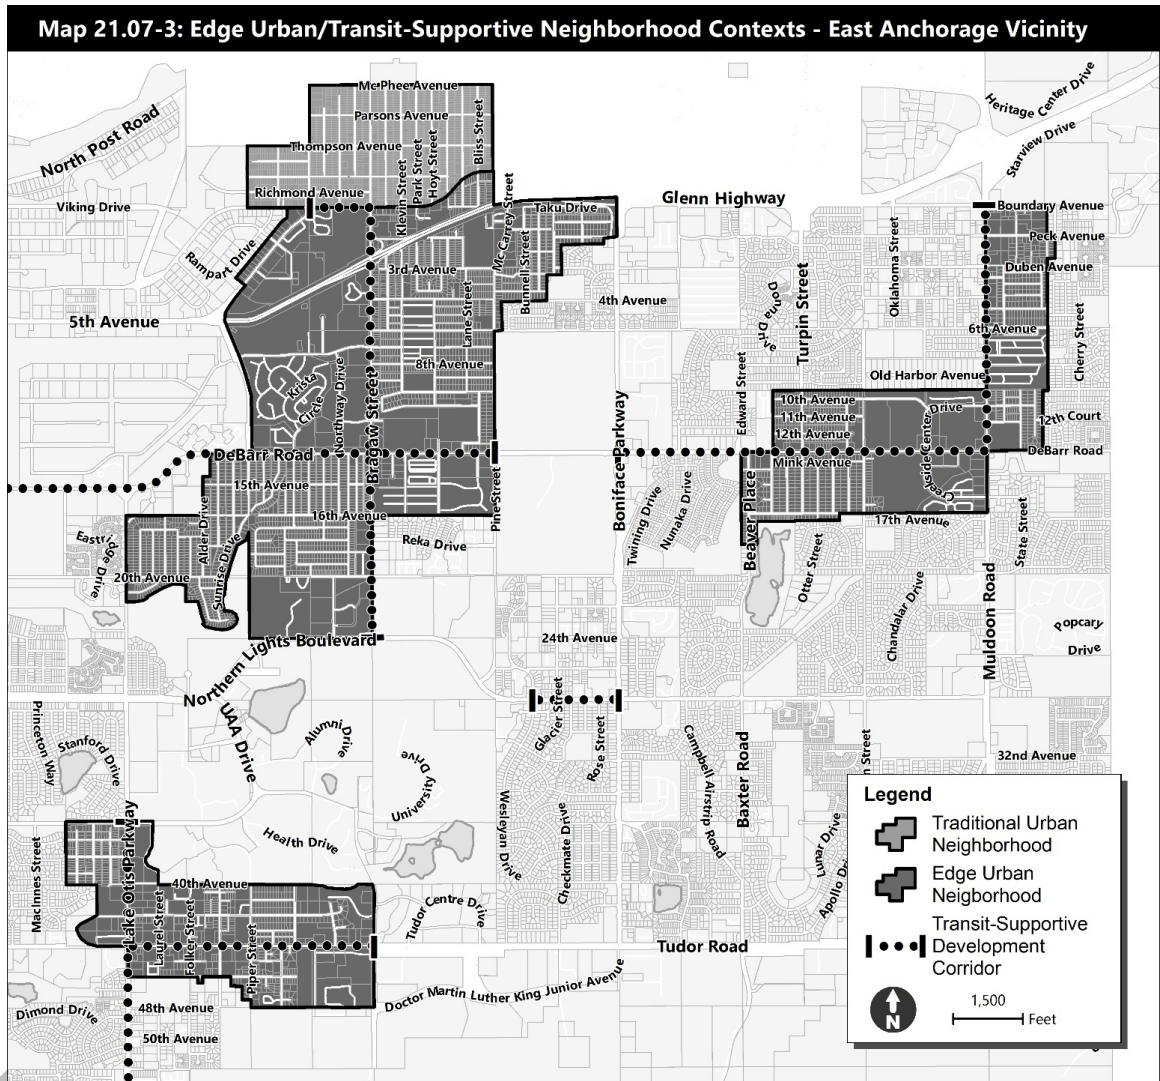 Map 21.07-3: Edge Urban/Transit-Supportive Neighborhood Contexts - East Anchorage Vicinity
Mc Phee Avenue
Heritage Center Drive
Parsons Avenue
North Post Road
Bliss Street
Starview Drive
Thompson Avenue
Klevin Street
Park Street
Hoyt Street
Richmond Avenue
McCarrey Street
Glenn Highway
Viking Drive
Taku Drive
Boundary Avenue
Rampart Drive
Peck Avenue
Oklahoma Street
3rd Avenue
Bunnell Street
Duben Avenue
4th Avenue
Donna Drive
Turpin Street
5th Avenue
Lane Street
6th Avenue
Cherry Street
8th Avenue
Krista Circle
Northway Drive
Bragaw Street
Edward Street
Old Harbor Avenue
Boniface Parkway
10th Avenue
11th Avenue
12th Avenue
Creekside Center Drive
12th Court
DeBarr Road
DeBarr Road
Mink Avenue
15th Avenue
Pine Street
Alder Drive
16th Avenue
Twining Drive
Nunaka Drive
Beaver Place
17th Avenue
State Street
Eastridge Drive
Reka Drive
Otter Street
20th Avenue
Sunrise Drive
Chandalar Drive
Muldoon Road
Popcary
Drive
24th Avenue
Northern Lights Boulevard
UAA Drive
Alumni Drive
Glacier Street
Rose Street
Princeton Way
Stanford Drive
University Drive
Campbell Airstrip Road
Baxter Road
n Street
32nd Avenue
Lake Otis Parkway
Health Drive
Wesleyan Drive
Checkmate Drive
MacInnes Street
Lunar Drive
Apollo Dri
40th Avenue
Laurel Street
Folker Street
Piper Street
Tudor Centre Drive
Tudor Road
Doctor Martin Luther King Junior Avenue
Dimond Drive
48th Avenue
50th Avenue
Legend
Traditional Urban
Neighborhood
Edge Urban
Neigborhood
Transit-Supportive
Development
Corridor
N
1,500
Feet